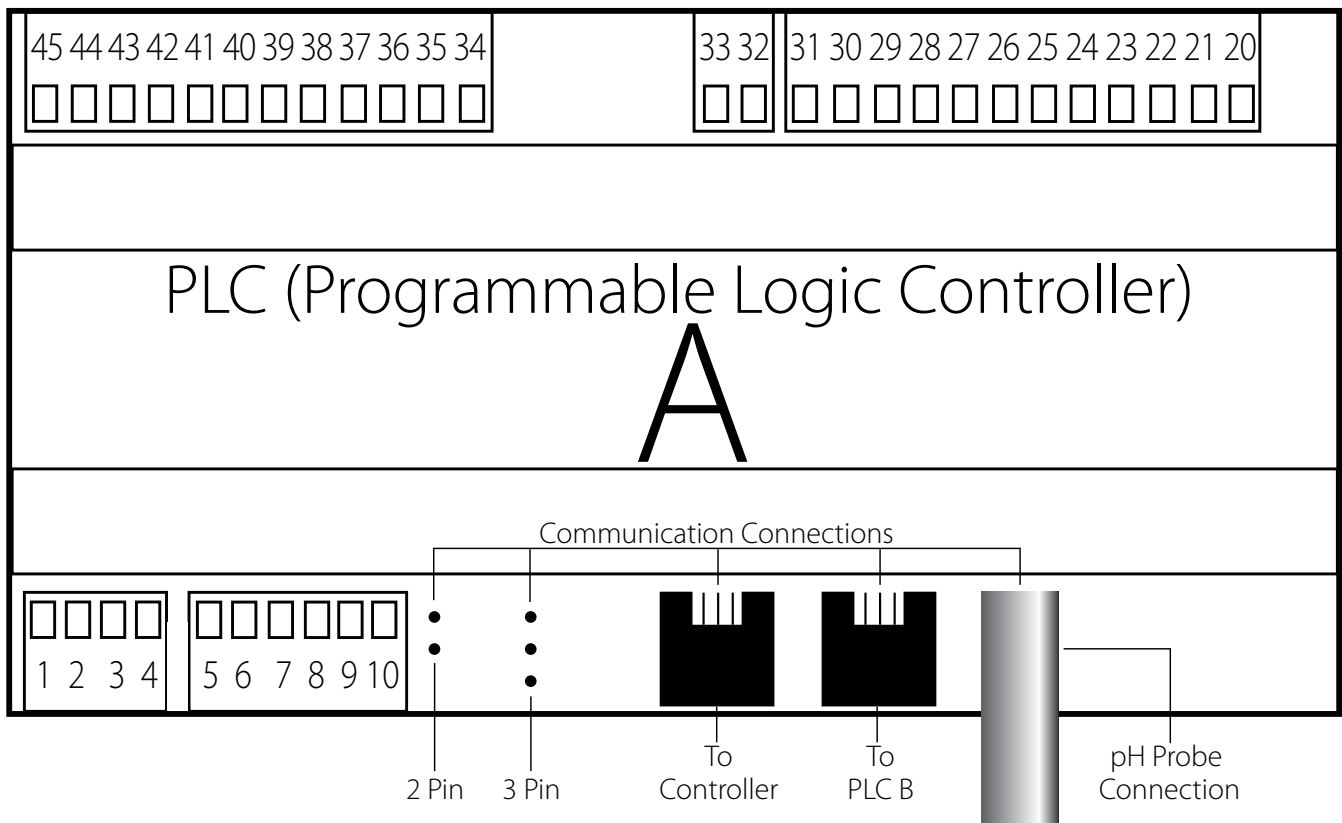 45 44 43 42 41 40 39 38 37 36 35 34 33 32 31 30 29 28 27 26 25 24 23 22 21 20
PLC (Programmable Logic Controller)
A
Communication Connections
1 2 3 4 5 6 7 8 9 10
2 Pin
3 Pin
To
Controller
To
PLC B
pH Probe
Connection